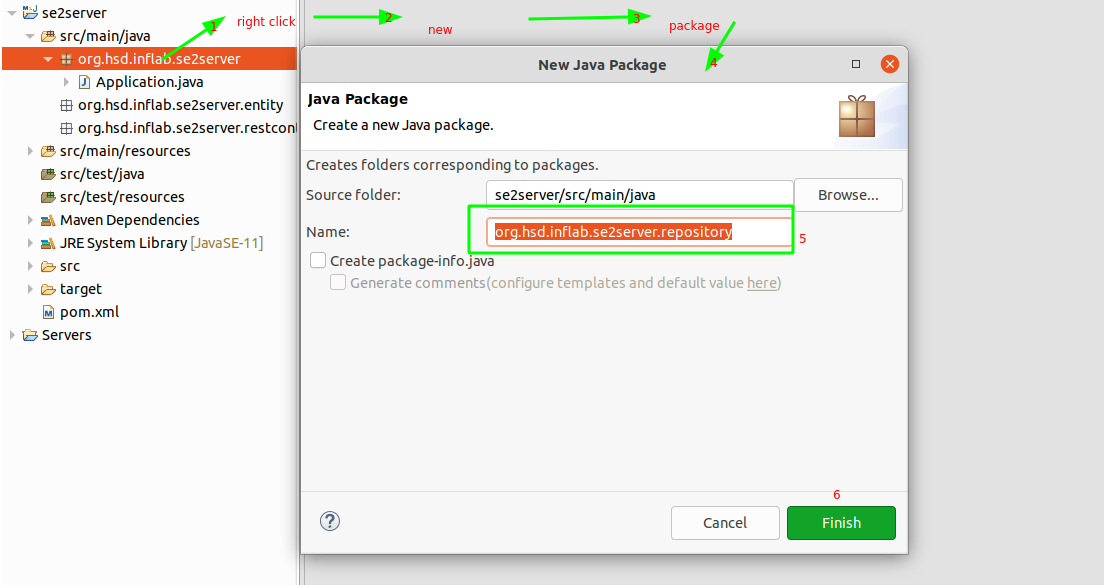 se2server
1
right click
2
new
3
package
4
src/main/java
org.hsd.inflab.se2server
Application.java
org.hsd.inflab.se2server.entity
org.hsd.inflab.se2server.restcont
src/main/resources
src/test/java
src/test/resources
Maven Dependencies
JRE System Library [JavaSE-11]
src
target
pom.xml
Servers
New Java Package
Java Package
Create a new Java package.
Creates folders corresponding to packages.
Source folder:
se2server/src/main/java
Browse...
Name:
org.hsd.inflab.se2server.repository
5
Create package-info.java
Generate comments(configure templates and default value here)
6
?
Cancel
Finish